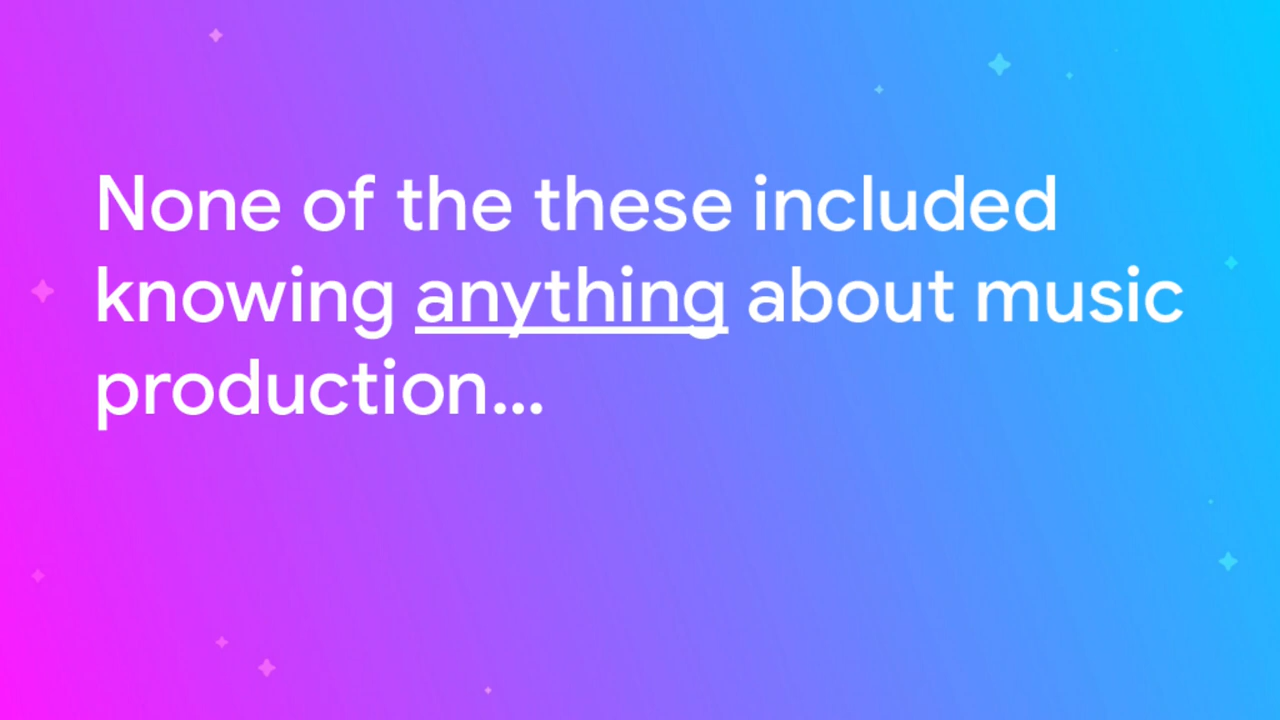 None of the these included
knowing anything about music
production...